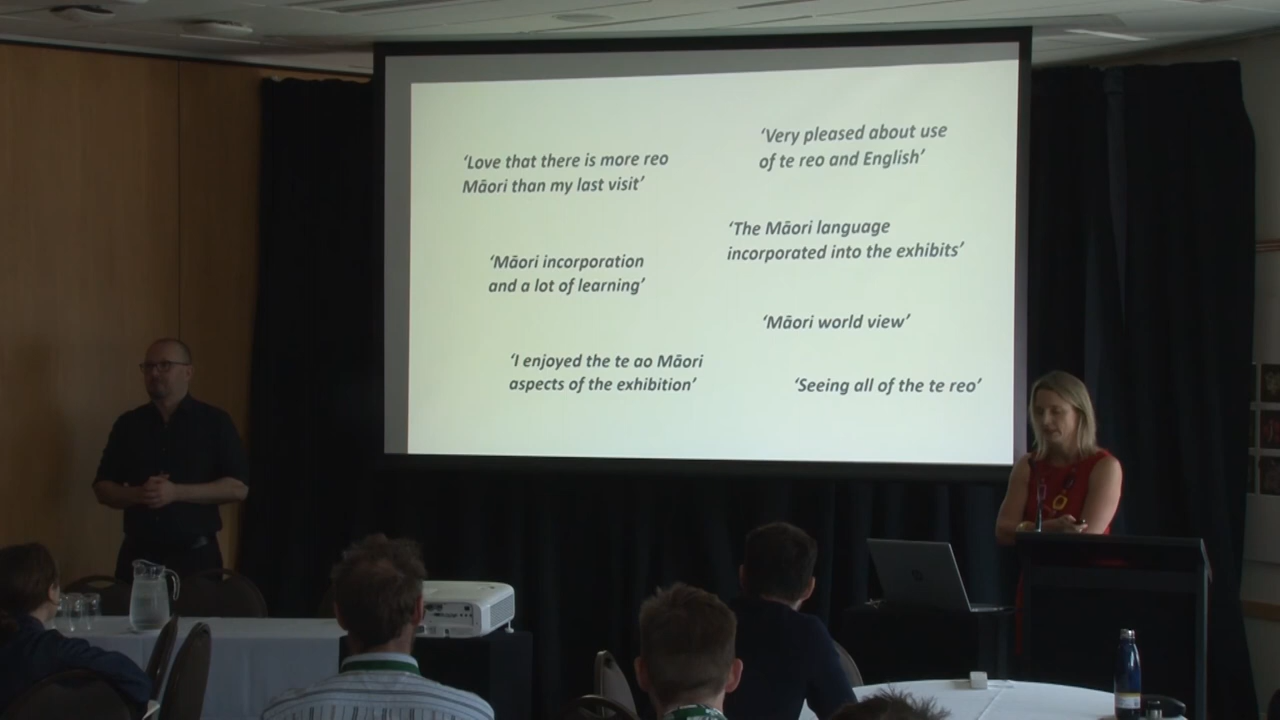 ‘Love that there is more reo
Māori than my last visit’
‘Māori incorporation
and a lot of learning’
‘I enjoyed the te ao Māori
aspects of the exhibition’
‘Very pleased about use
of te reo and English’
‘The Māori language
incorporated into the exhibits’
‘Māori world view’
‘Seeing all of the te reo’